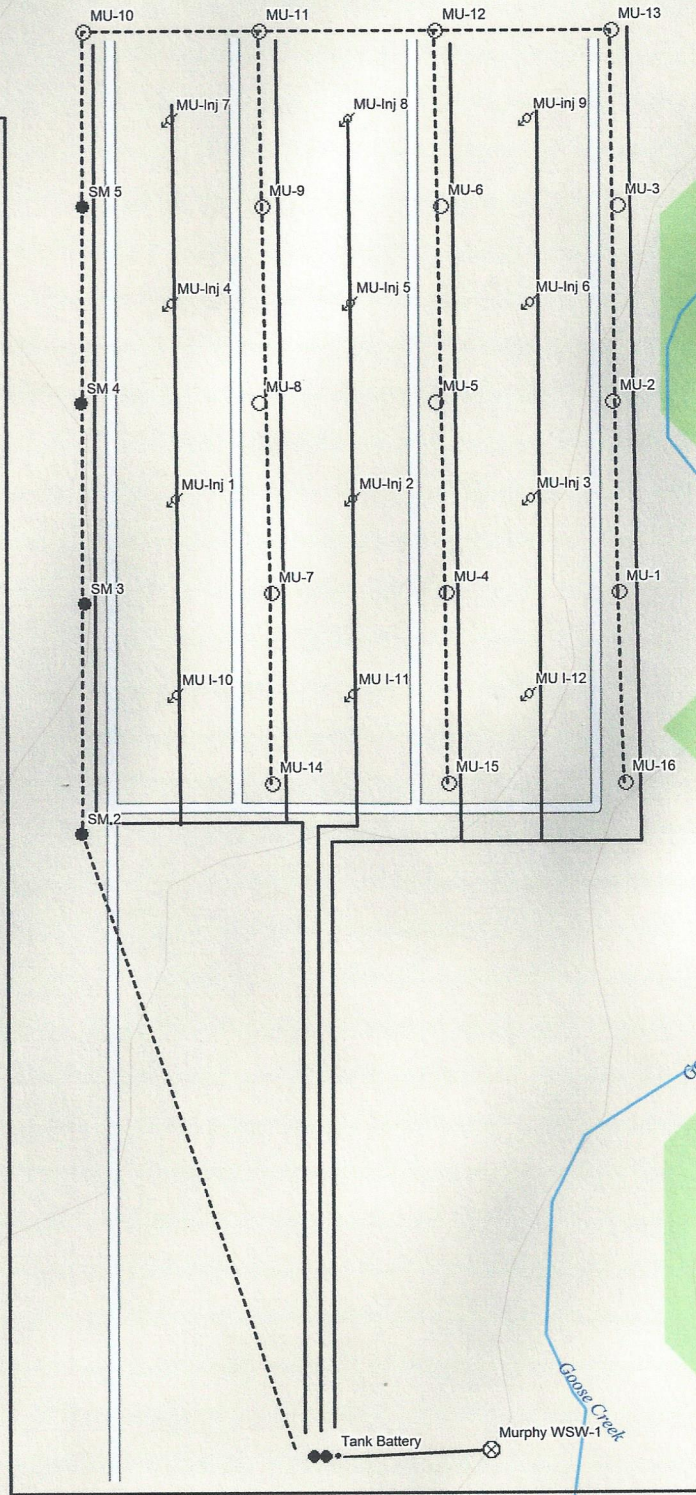 MU-10
MU-11
MU-12
MU-13
MU-Inj 7
MU-Inj 8
MU-inj 9
SM 5
MU-9
MU-6
MU-3
MU-Inj 4
MU-Inj 5
MU-Inj 6
SM 4
MU-8
MU-5
MU-2
MU-Inj 1
MU-Inj 2
MU-Inj 3
SM 3
MU-7
MU-4
MU-1
MU I-10
MU I-11
MU I-12
MU-14
MU-15
MU-16
SM 2
Goose Creek
Tank Battery
Murphy WSW-1